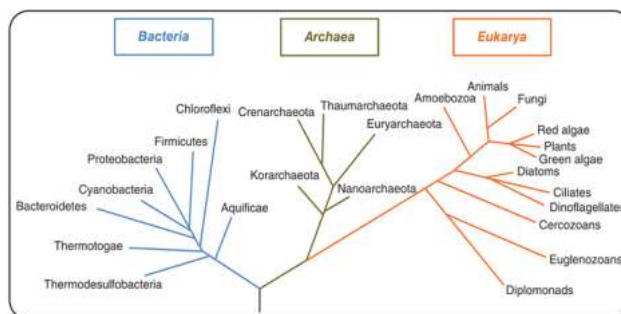 Bacteria
Archaea
Eukarya
Animals
Amoebozoa
Fungi
Chloroflexi
Crenarchaeota
Thaumarchaeota
Euryarchaeota
Red algae
Plants
Green algae
Firmicutes
Proteobacteria
Diatoms
Cyanobacteria
Korarchaeota
Nanoarchaeota
Ciliates
Bacteroidetes
Aquificae
Dinoflagellates
Cercozoans
Thermotogae
Euglenozoans
Thermodesulfobacteria
Diplomonads